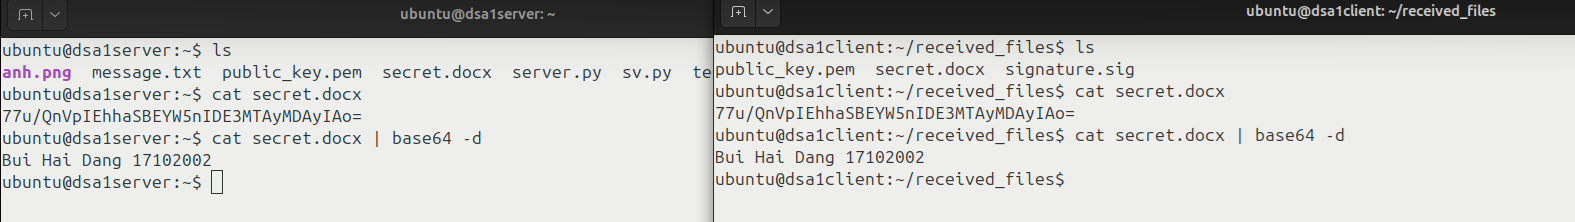 ubuntu@dsa1server: ~
ubuntu@dsa1server:~$ ls
anh.png message.txt public_key.pem secret.docx server.py sv.py te
ubuntu@dsa1server:~$ cat secret.docx
77u/QnVpIEhhaSBEYW5nIDE3MTAyMDAyIAo=
ubuntu@dsa1server:~$ cat secret.docx | base64 -d
Bui Hai Dang 17102002
ubuntu@dsa1server:~$
ubuntu@dsa1client: ~/received_files
ubuntu@dsa1client:~/received_files$ ls
public_key.pem secret.docx signature.sig
ubuntu@dsa1client:~/received_files$ cat secret.docx
77u/QnVpIEhhaSBEYW5nIDE3MTAyMDAyIAo=
ubuntu@dsa1client:~/received_files$ cat secret.docx | base64 -d
Bui Hai Dang 17102002
ubuntu@dsa1client:~/received_files$